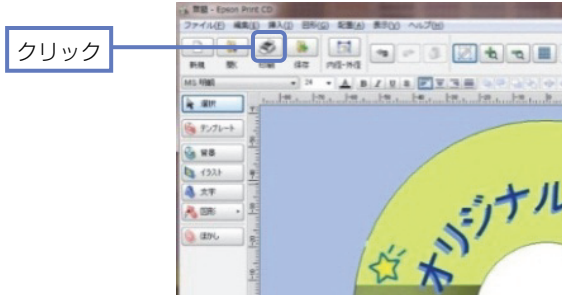 無題 - Epson Print CD
ファイル(F) 編集(E) 挿入(I) 図形(G) 配置(A) 表示(V) ヘルプ(H)
クリック
新規 開く 印刷 保存 内径・外径
MS 明朝 24 A B I U
選択
テンプレート
背景
イラスト
文字
図形
ぼかし
オリジナル